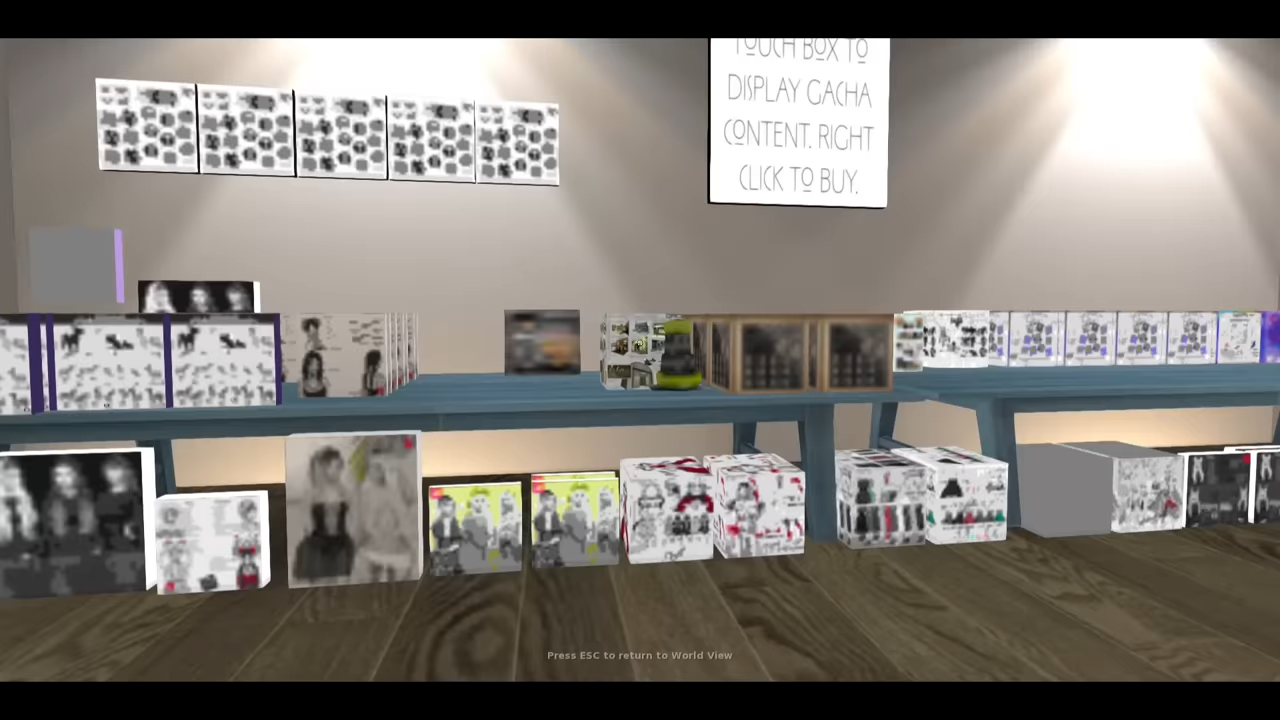 TOUCH BOX TO
DISPLAY GACHA
CONTENT. RIGHT
CLICK TO BUY.
Press ESC to return to World View